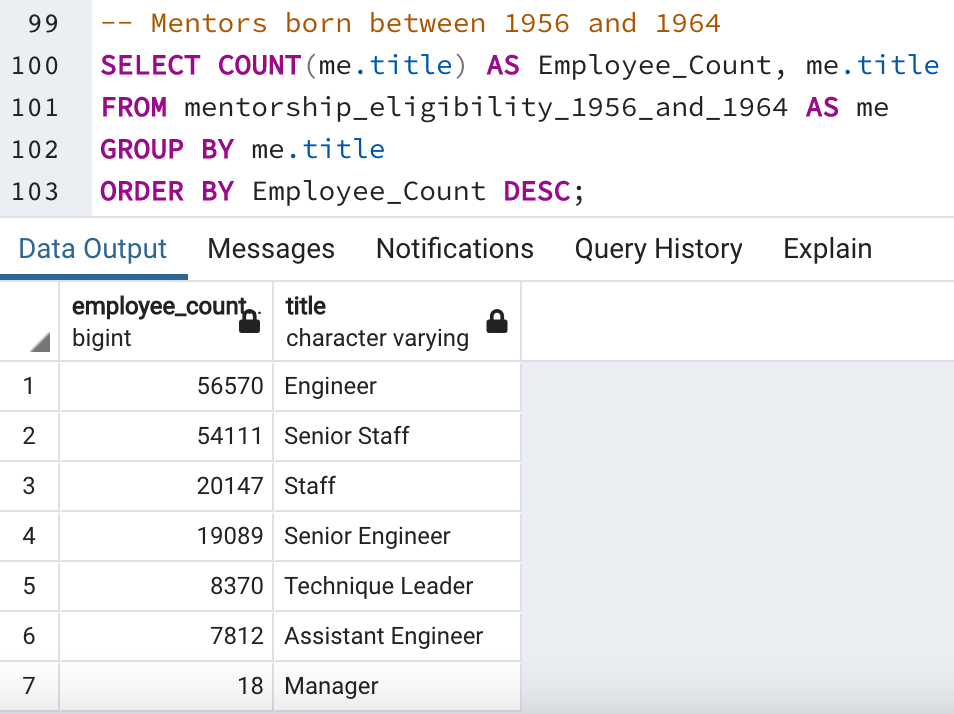 99 -- Mentors born between 1956 and 1964
100 SELECT COUNT(me.title) AS Employee_Count, me.title
101 FROM mentorship_eligibility_1956_and_1964 AS me
102 GROUP BY me.title
103 ORDER BY Employee_Count DESC;
Data Output Messages Notifications Query History Explain
employee_count.. title
bigint character varying
1 56570 Engineer
2 54111 Senior Staff
3 20147 Staff
4 19089 Senior Engineer
5 8370 Technique Leader
6 7812 Assistant Engineer
7 18 Manager